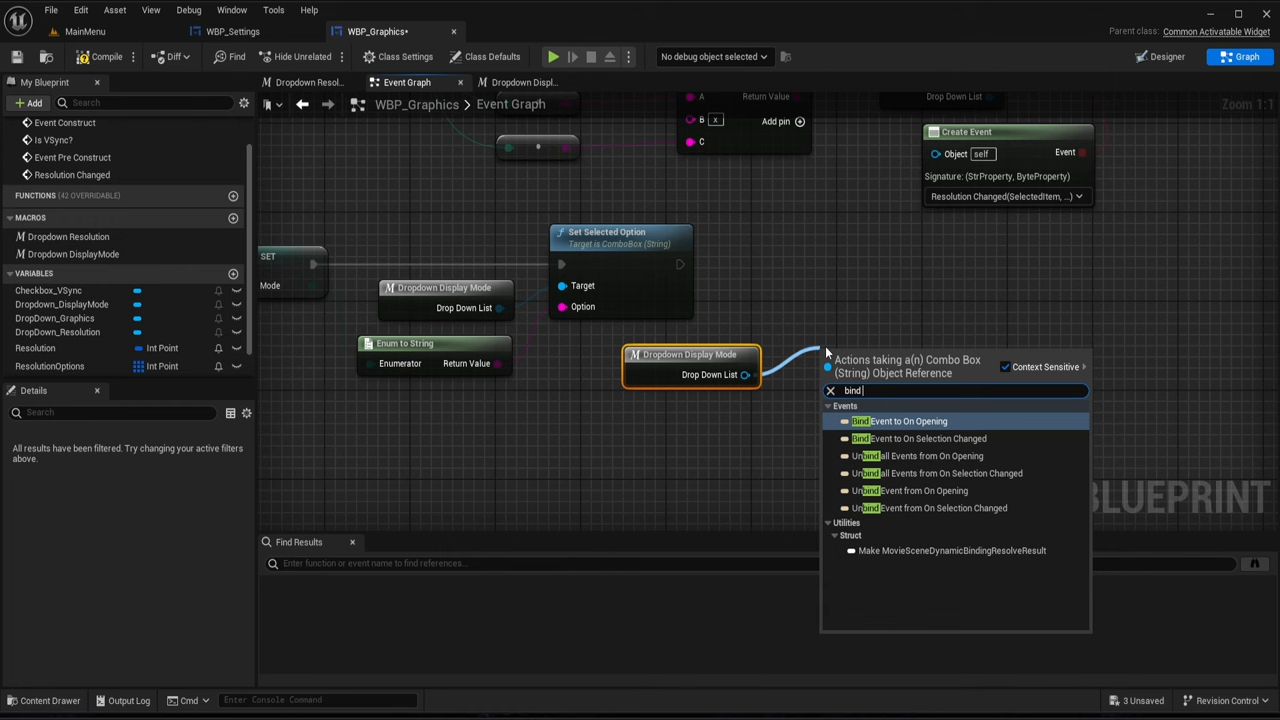 File Edit Asset View Debug Window Tools Help
MainMenu
WBP_Settings
WBP_Graphics•
Parent class: Common Activatable Widget
Compile
Diff
Find
Hide Unrelated
Class Settings
Class Defaults
No debug object selected
Designer
Graph
My Blueprint
Dropdown Resol...
Event Graph
Dropdown Displ...
Add
Search
WBP_Graphics > Event Graph
Zoom 1:1
Event Construct
Is VSync?
Event Pre Construct
Resolution Changed
FUNCTIONS (42 OVERRIDABLE)
MACROS
Dropdown Resolution
Dropdown DisplayMode
VARIABLES
Checkbox_VSync
Dropdown_DisplayMode
DropDown_Graphics
DropDown_Resolution
Resolution Int Point
ResolutionOptions Int Point
Details
Search
All results have been filtered. Try changing your active filters
above.
A Return Value
B x Add pin
C
Drop Down List
Create Event
Object self Event
Signature: (StrProperty, ByteProperty)
Resolution Changed(SelectedItem, ...)
SET
Mode
Set Selected Option
Target is ComboBox (String)
Target
Option
Dropdown Display Mode
Drop Down List
Enum to String
Enumerator Return Value
Dropdown Display Mode
Drop Down List
Actions taking a(n) Combo Box
(String) Object Reference
Context Sensitive
bind
Events
Bind Event to On Opening
Bind Event to On Selection Changed
Unbind all Events from On Opening
Unbind all Events from On Selection Changed
Unbind Event from On Opening
Unbind Event from On Selection Changed
Utilities
Struct
Make MovieSceneDynamicBindingResolveResult
BLUEPRINT
Find Results
Enter function or event name to find references...
Content Drawer
Output Log
Cmd
Enter Console Command
3 Unsaved
Revision Control